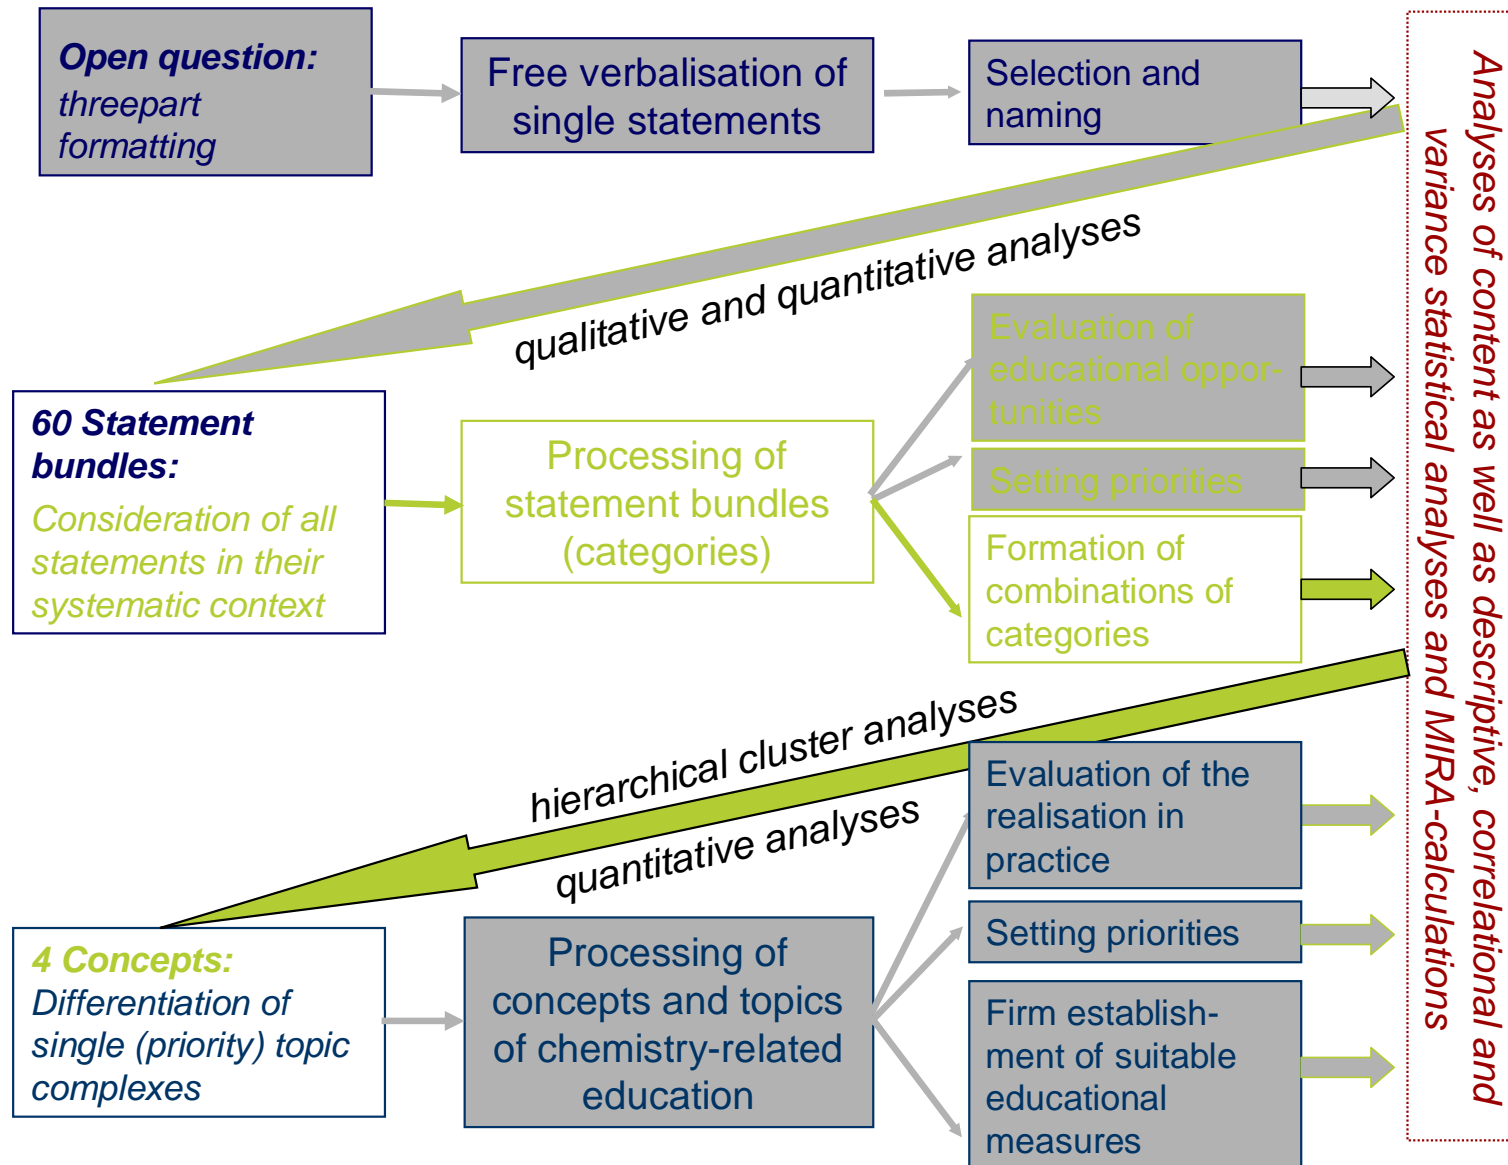 Open question:
threepart
formatting
Free verbalisation of
single statements
Selection and
naming
qualitative and quantitative analyses
60 Statement
bundles:
Consideration of all
statements in their
systematic context
Processing of
statement bundles
(categories)
Evaluation of
educational oppor-
tunities
Setting priorities
Formation of
combinations of
categories
hierarchical cluster analyses
quantitative analyses
4 Concepts:
Differentiation of
single (priority) topic
complexes
Processing of
concepts and topics
of chemistry-related
education
Evaluation of the
realisation in
practice
Setting priorities
Firm establish-
ment of suitable
educational
measures
Analyses of content as well as descriptive, correlational and
variance statistical analyses and MIRA-calculations